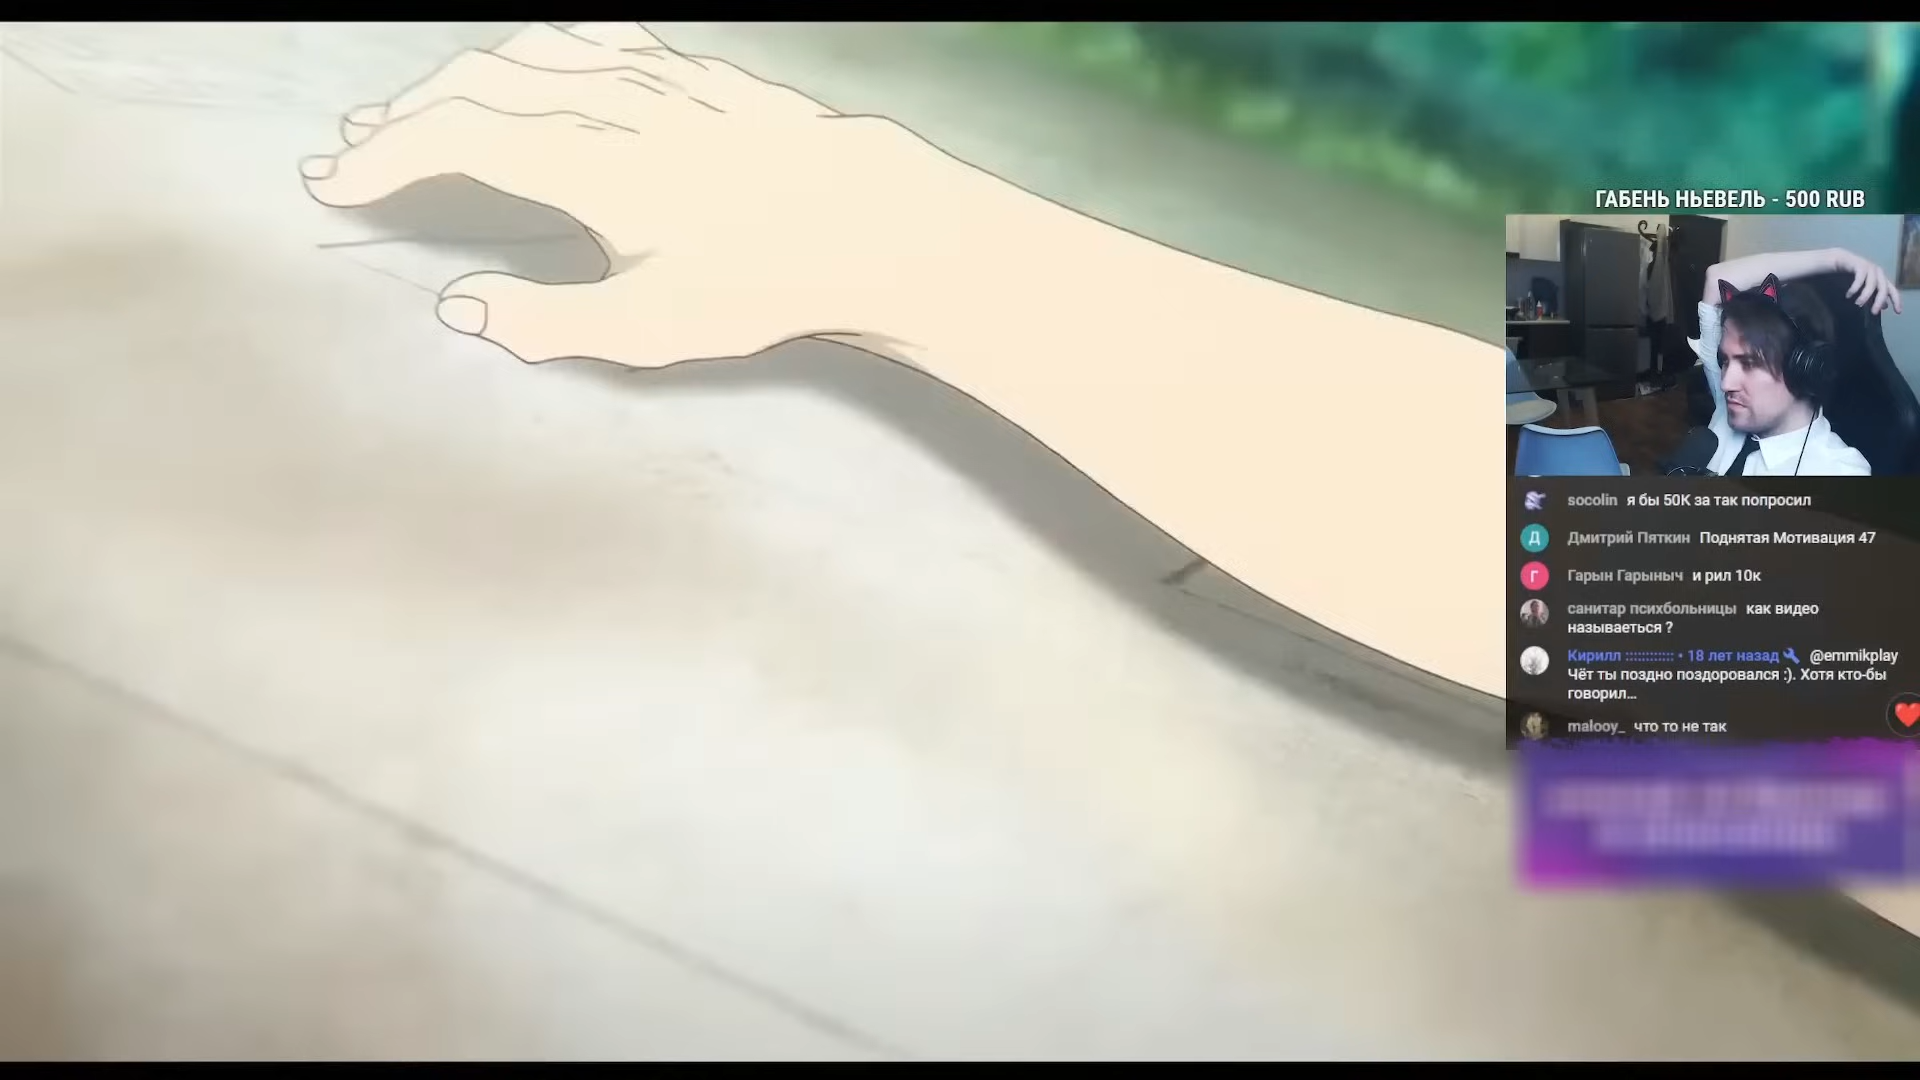 ГАБЕНЬ НЬЕВЕЛЬ - 500 RUB
socolin я бы 50K за так попросил
Д Дмитрий Пяткин Поднятая Мотивация 47
Г Гарын Гарыныч и рил 10к
санитар психбольницы как видео
называеться ?
Кирилл ::::::::::: • 18 лет назад @emmikplay
Чёт ты поздно поздоровался :). Хотя кто-бы
говорил...
malooy_ что то не так